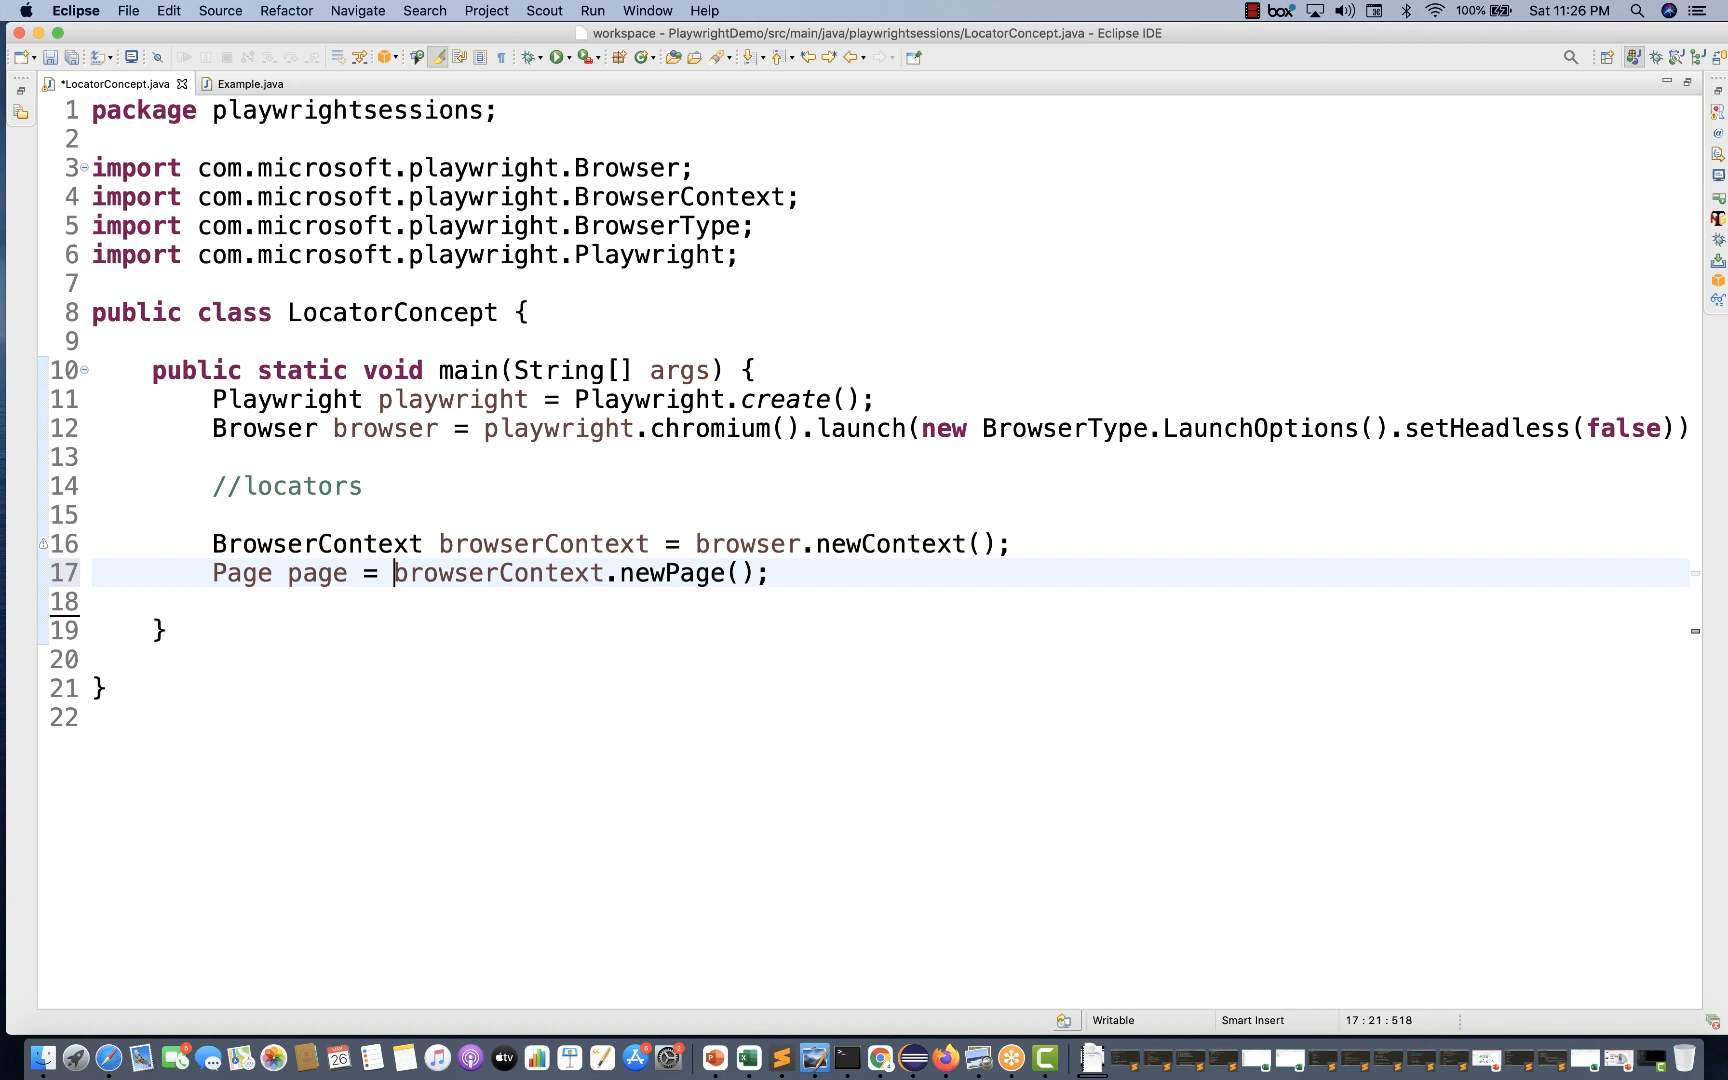 Eclipse File Edit Source Refactor Navigate Search Project Scout Run Window Help box 100% Sat 11:26 PM
workspace - PlaywrightDemo/src/main/java/playwrightsessions/LocatorConcept.java - Eclipse IDE
*LocatorConcept.java Example.java
1 package playwrightsessions;
2
3 import com.microsoft.playwright.Browser;
4 import com.microsoft.playwright.BrowserContext;
5 import com.microsoft.playwright.BrowserType;
6 import com.microsoft.playwright.Playwright;
7
8 public class LocatorConcept {
9
10 public static void main(String[] args) {
11 Playwright playwright = Playwright.create();
12 Browser browser = playwright.chromium().launch(new BrowserType.LaunchOptions().setHeadless(false))
13
14 //locators
15
16 BrowserContext browserContext = browser.newContext();
17 Page page = browserContext.newPage();
18
19 }
20
21 }
22
Writable Smart Insert 17 : 21 : 518